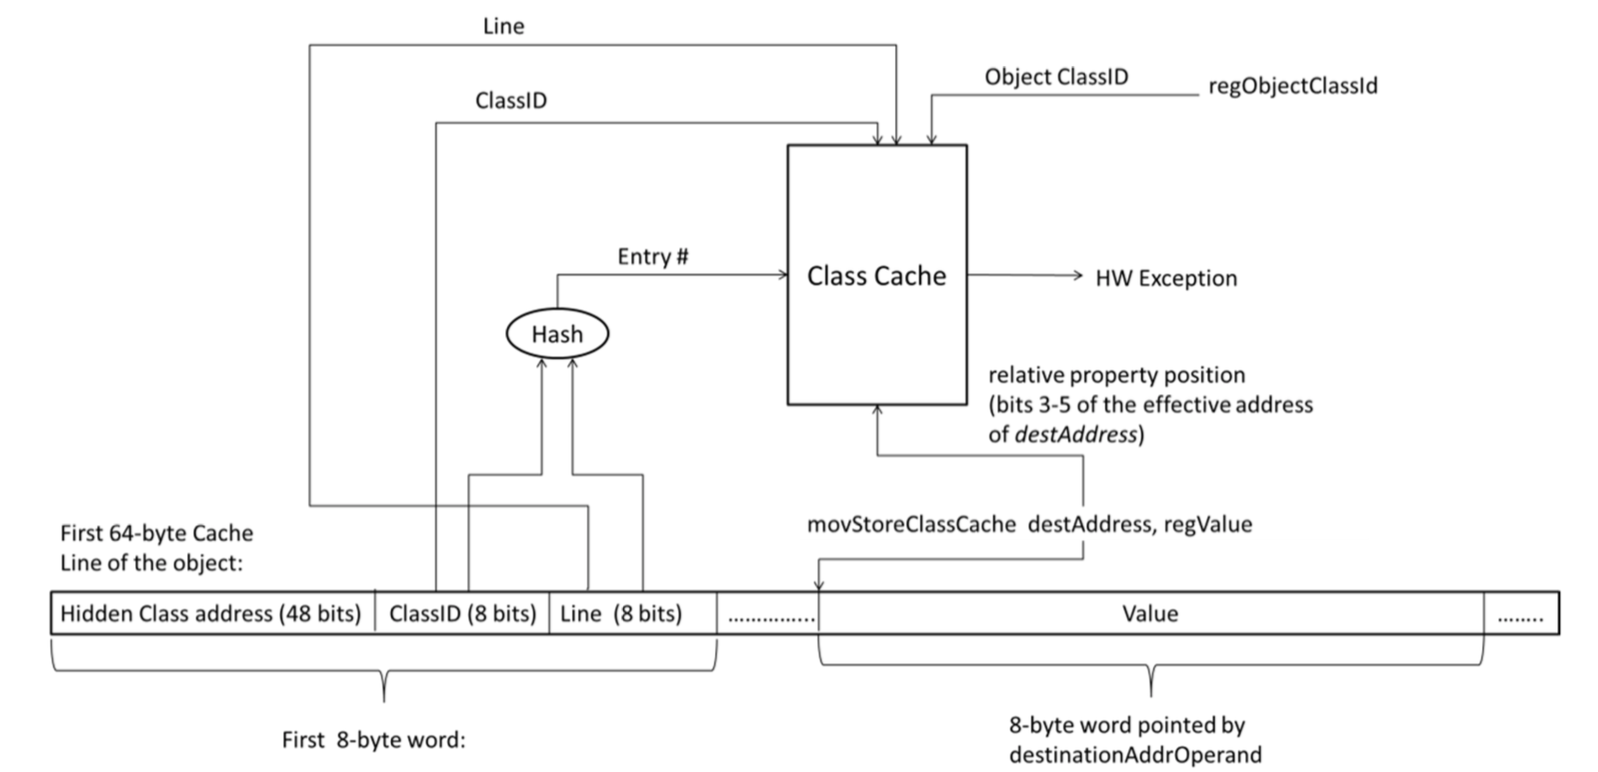 Line
Object ClassID
regObjectClassId
ClassID
Entry #
Class Cache
HW Exception
Hash
relative property position
(bits 3-5 of the effective address
of destAddress)
First 64-byte Cache
Line of the object:
movStoreClassCache destAddress, regValue
Hidden Class address (48 bits)
ClassID (8 bits)
Line (8 bits)
...............
Value
........
First 8-byte word:
8-byte word pointed by
destinationAddrOperand